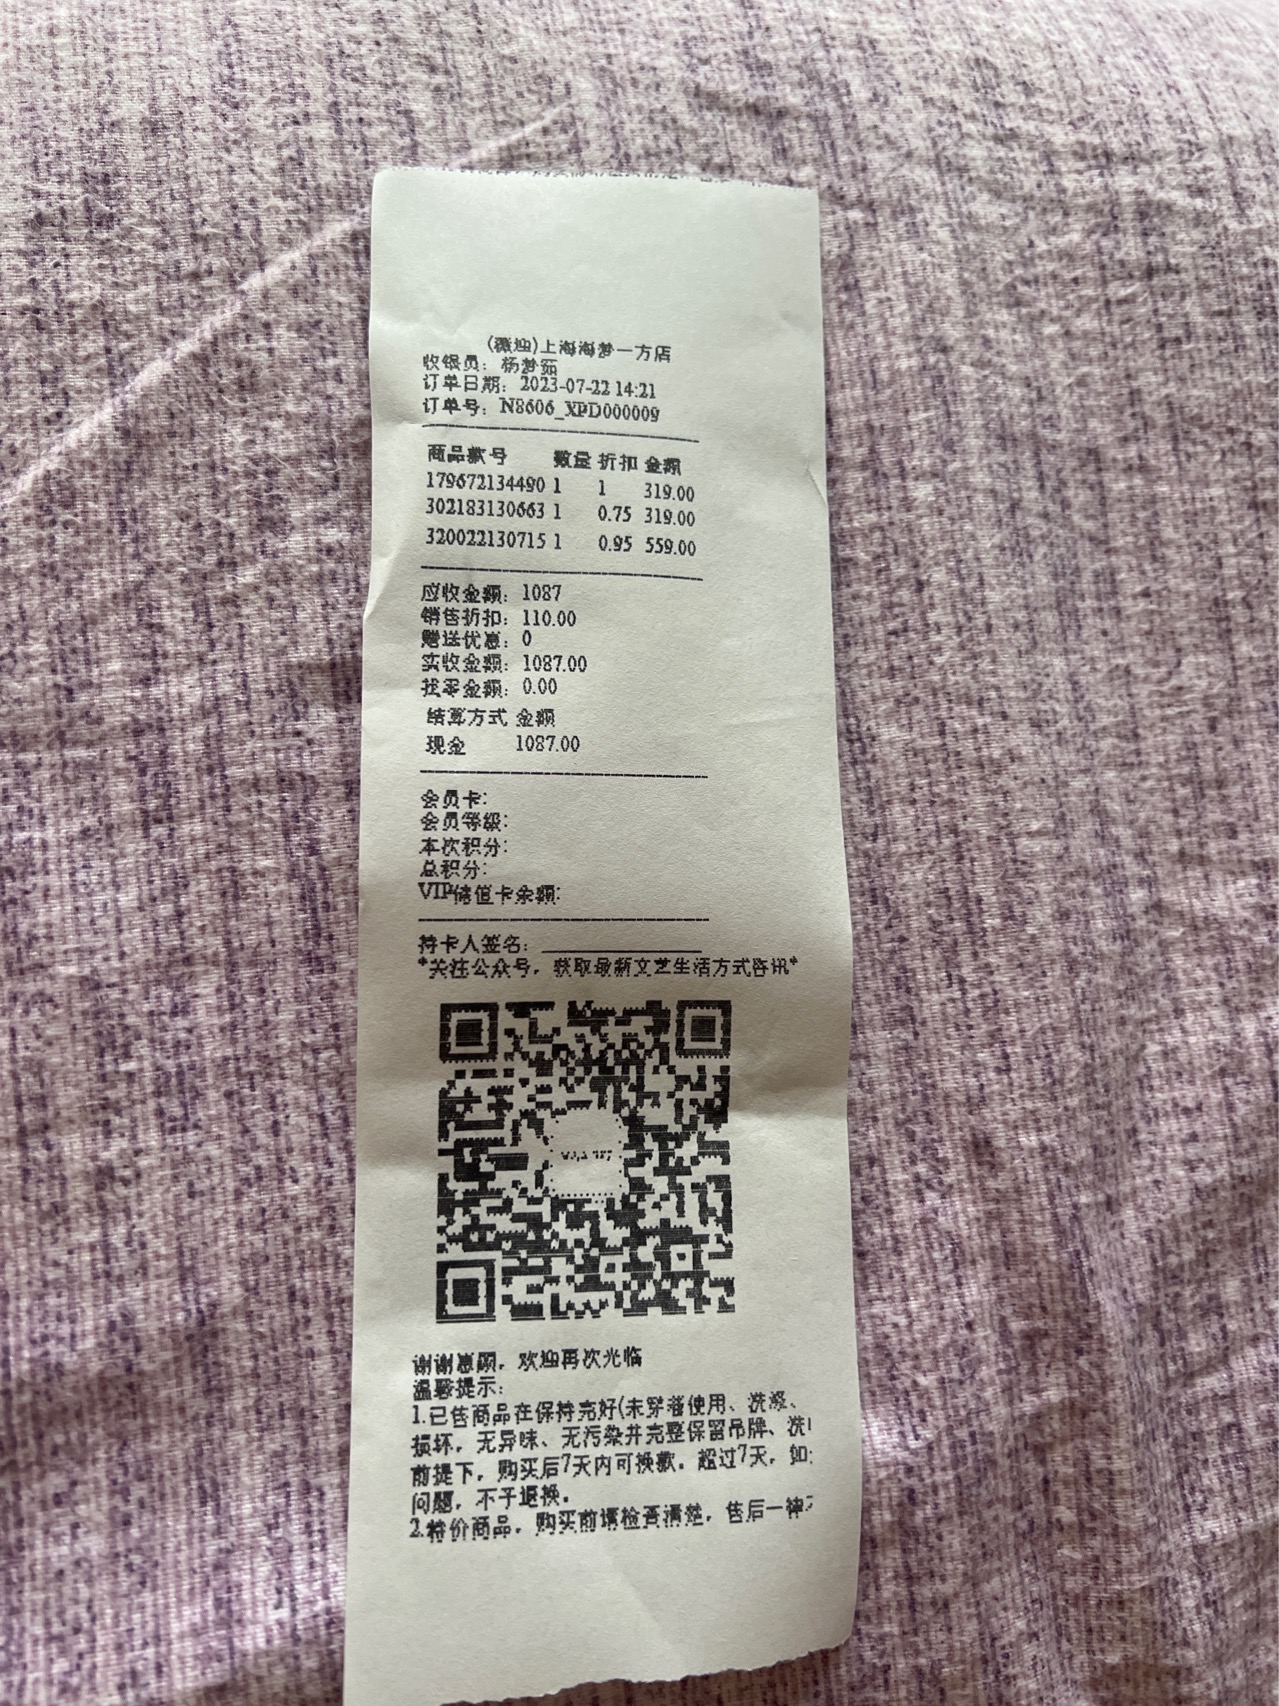 (薇旭)上海海梦一方店
收银员：杨梦茹
订单日期：2023-07-22 14:21
订单号：N8606_XPD000009
商品款号 数量 折扣 金额
179672134490 1 1 319.00
302183130663 1 0.75 319.00
320022130715 1 0.95 559.00
应收金额：1087
销售折扣：110.00
赠送优惠：0
实收金额：1087.00
找零金额：0.00
结算方式 金额
现金 1087.00
会员卡：
会员等级：
本次积分：
总积分：
VIP储值卡余额：
持卡人签名：
*关注公众号，获取最新文艺生活方式咨讯*
谢谢惠顾，欢迎再次光临
温馨提示：
1.已售商品在保持完好(未穿着使用、洗涤、
损坏，无异味、无污染并完整保留吊牌、洗
前提下，购买后7天内可换款。超过7天，如
问题，不予退换。
2.特价商品，购买前请检查清楚，售后一律